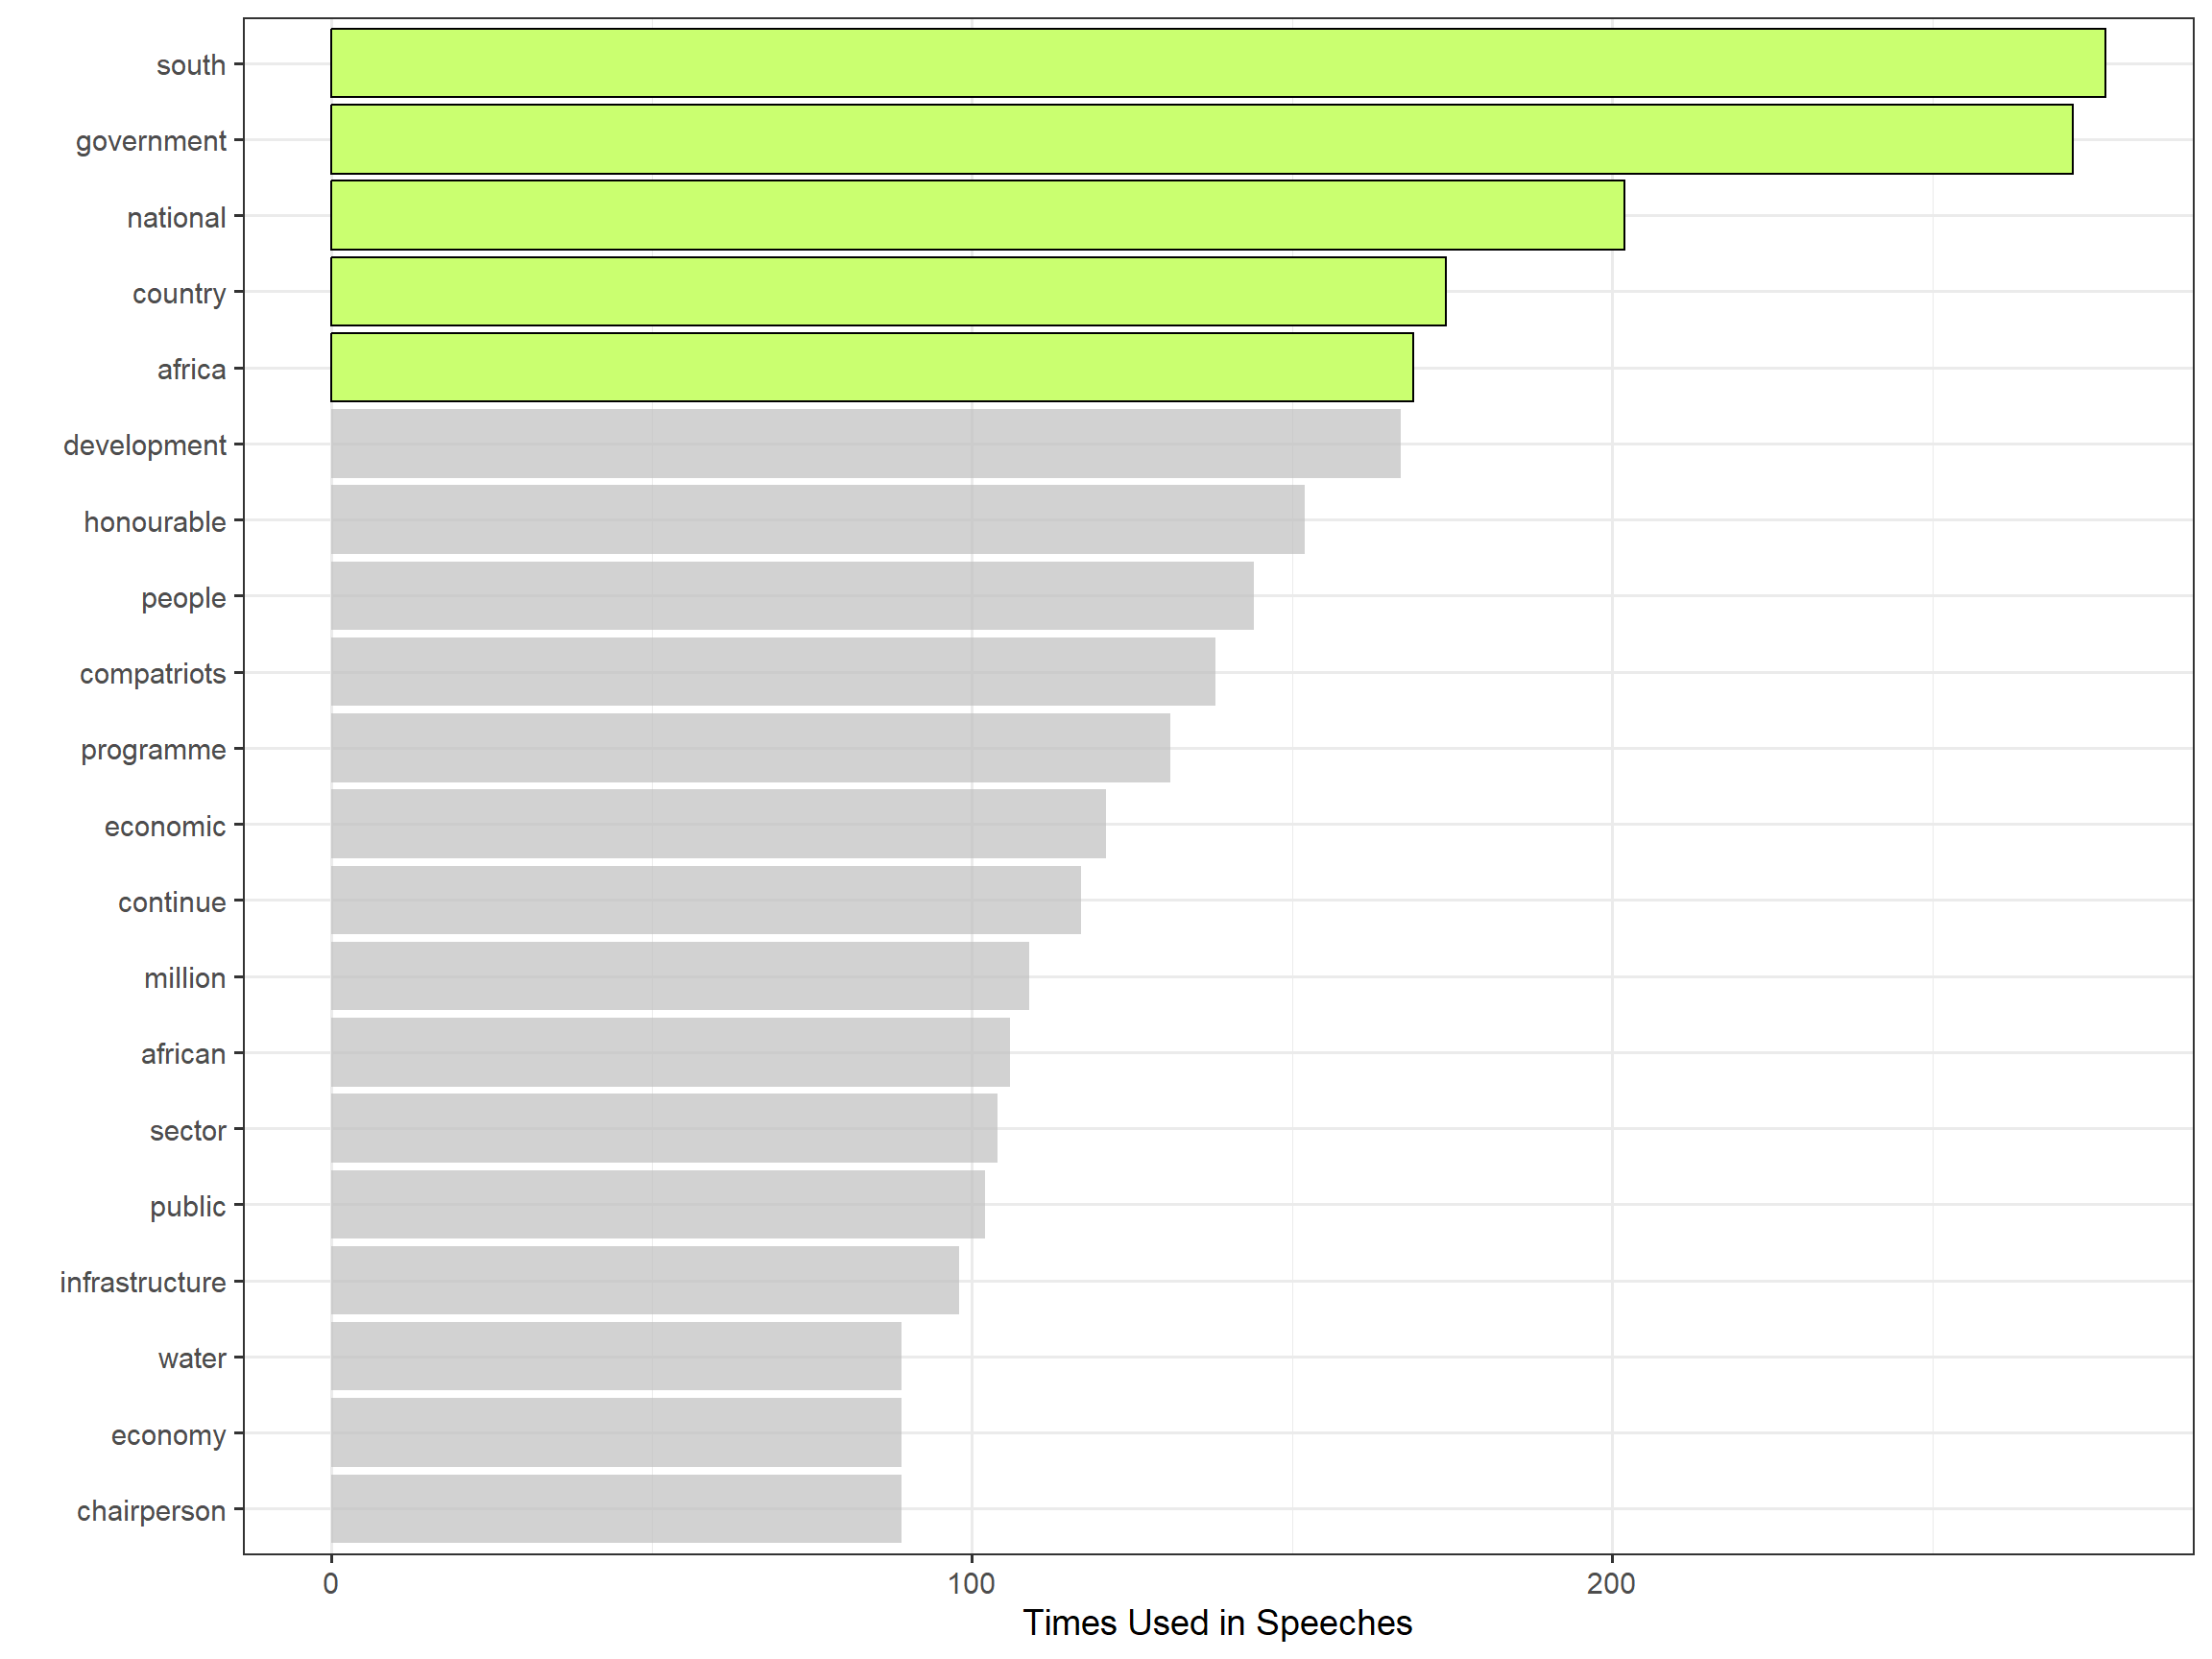 south
government
national
country
africa
development
honourable
people
compatriots
programme
economic
continue
million
african
sector
public
infrastructure
water
economy
chairperson
0 100 200
Times Used in Speeches